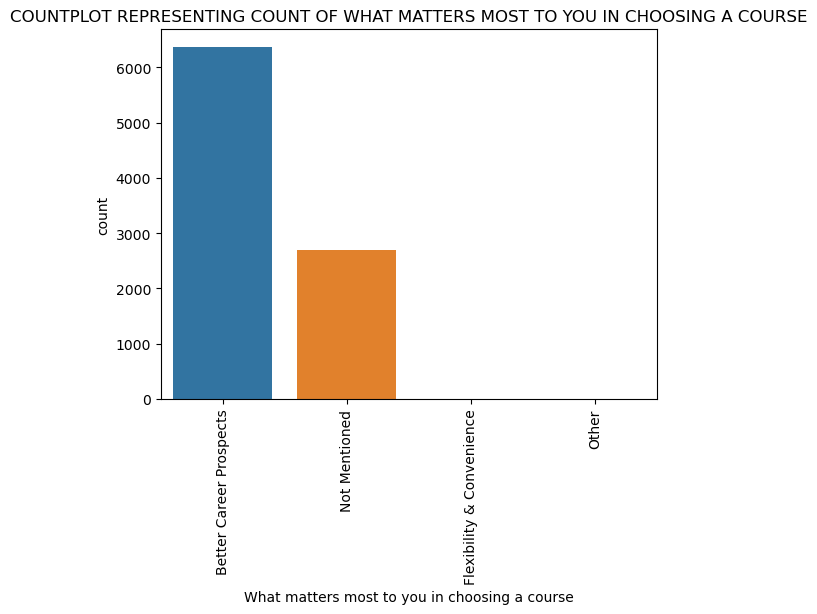 COUNTPLOT REPRESENTING COUNT OF WHAT MATTERS MOST TO YOU IN CHOOSING A COURSE
6000
5000
4000
3000
2000
1000
0
count
Better Career Prospects
Not Mentioned
Flexibility & Convenience
Other
What matters most to you in choosing a course